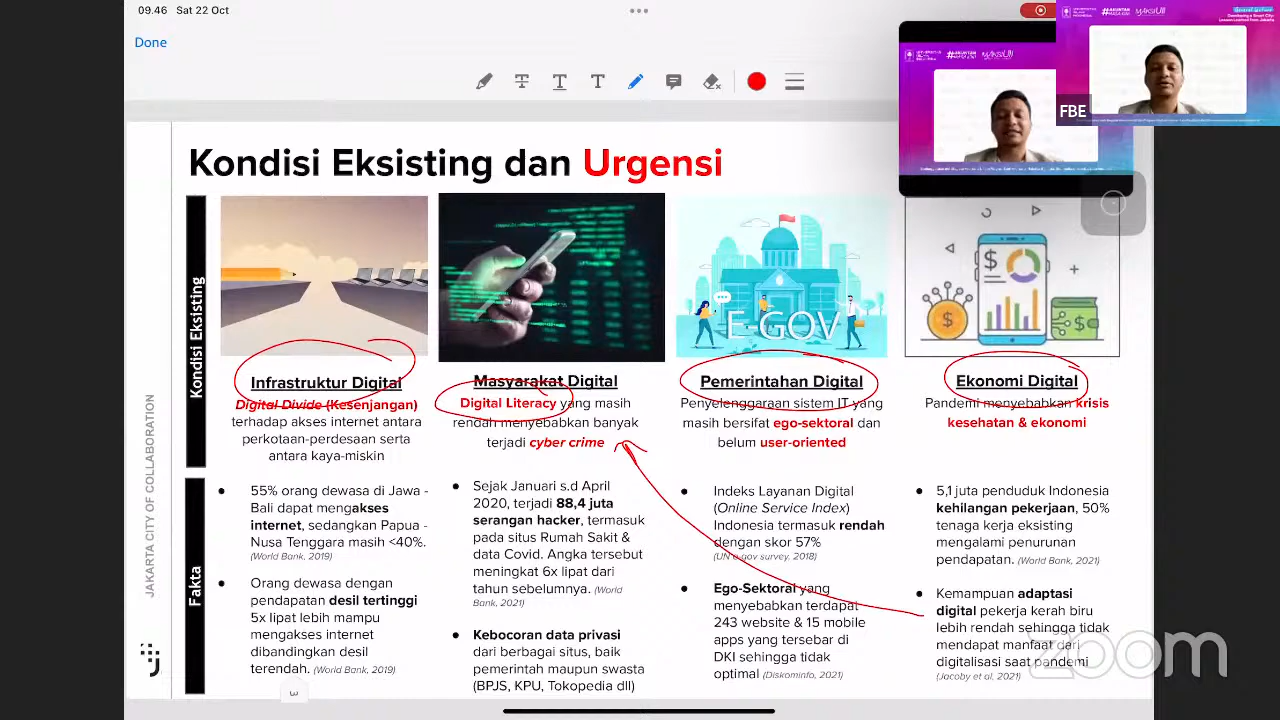 09.46 Sat 22 Oct
Done
FBE
#AKUNTAN
MASA KINI
MAKSIUII
Kondisi Eksisting dan Urgensi
Kondisi Eksisting
E-GOV
Infrastruktur Digital
Digital Divide (Kesenjangan)
terhadap akses internet antara
perkotaan-perdesaan serta
antara kaya-miskin
Masyarakat Digital
Digital Literacy yang masih
rendah menyebabkan banyak
terjadi cyber crime
Pemerintahan Digital
Penyelenggaraan sistem IT yang
masih bersifat ego-sektoral dan
belum user-oriented
Ekonomi Digital
Pandemi menyebabkan krisis
kesehatan & ekonomi
JAKARTA CITY OF COLLABORATION
Fakta
55% orang dewasa di Jawa -
Bali dapat mengakses
internet, sedangkan Papua -
Nusa Tenggara masih <40%.
(World Bank, 2019)
Orang dewasa dengan
pendapatan desil tertinggi
5x lipat lebih mampu
mengakses internet
dibandingkan desil
terendah. (World Bank, 2019)
Sejak Januari s.d April
2020, terjadi 88,4 juta
serangan hacker, termasuk
pada situs Rumah Sakit &
data Covid. Angka tersebut
meningkat 6x lipat dari
tahun sebelumnya. (World
Bank, 2021)
Kebocoran data privasi
dari berbagai situs, baik
pemerintah maupun swasta
(BPJS, KPU, Tokopedia dll)
Indeks Layanan Digital
(Online Service Index)
Indonesia termasuk rendah
dengan skor 57%
(UN e gov survey, 2018)
Ego-Sektoral yang
menyebabkan terdapat
243 website & 15 mobile
apps yang tersebar di
DKI sehingga tidak
optimal (Diskominfo, 2021)
5,1 juta penduduk Indonesia
kehilangan pekerjaan, 50%
tenaga kerja eksisting
mengalami penurunan
pendapatan. (World Bank, 2021)
Kemampuan adaptasi
digital pekerja kerah biru
lebih rendah sehingga tidak
mendapat manfaat dari
digitalisasi saat pandemi
(Jacoby et al, 2021)
zoom